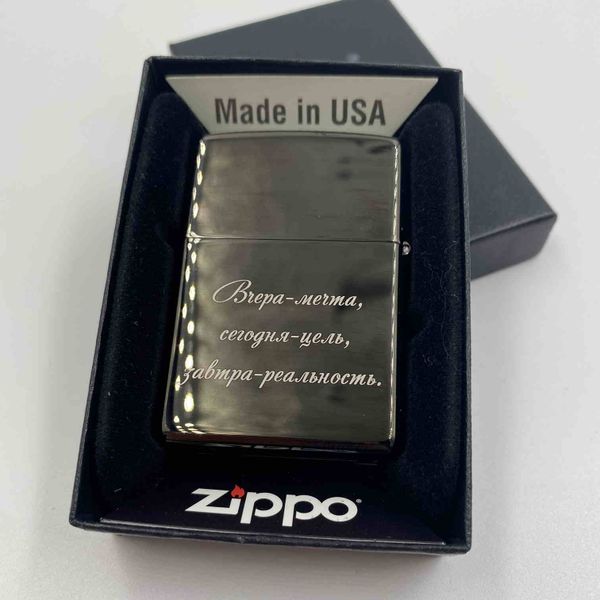 Made in USA
Вчера-мечта,
сегодня-цель,
завтра-реальность.
zippo